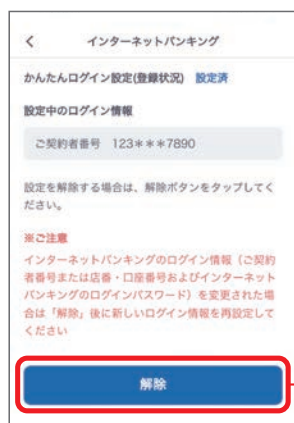 インターネットバンキング
かんたんログイン設定(登録状況) 設定済
設定中のログイン情報
ご契約者番号 123***7890
設定を解除する場合は、解除ボタンをタップしてく
ださい。
※ご注意
インターネットバンキングのログイン情報（ご契約
者番号または店番・口座番号およびインターネット
バンキングのログインパスワード）を変更された場
合は「解除」後に新しいログイン情報を再設定して
ください
解除